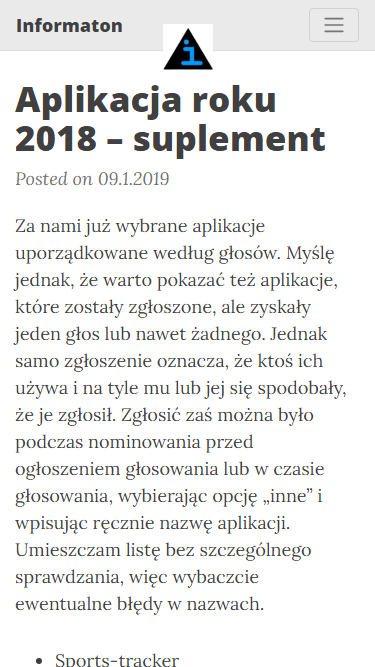 Informaton
Aplikacja roku
2018 – suplement
Posted on 09.1.2019
Za nami już wybrane aplikacje
uporządkowane według głosów. Myślę
jednak, że warto pokazać też aplikacje,
które zostały zgłoszone, ale zyskały
jeden głos lub nawet żadnego. Jednak
samo zgłoszenie oznacza, że ktoś ich
używa i na tyle mu lub jej się spodobały,
że je zgłosił. Zgłosić zaś można było
podczas nominowania przed
ogłoszeniem głosowania lub w czasie
głosowania, wybierając opcję „inne” i
wpisując ręcznie nazwę aplikacji.
Umieszczam listę bez szczególnego
sprawdzania, więc wybaczcie
ewentualne błędy w nazwach.
• Sports-tracker